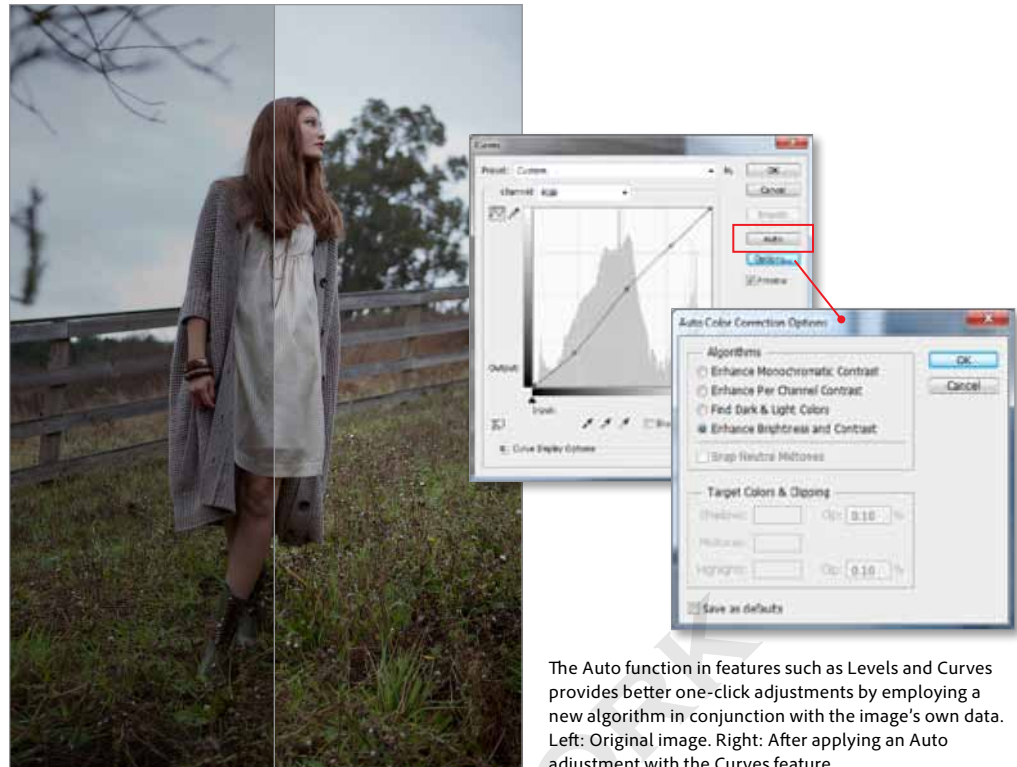 Curves
Preset: Custom
OK
Channel: RGB
Cancel
Smooth
Auto
Options...
Preview
Output:
Input:
Curve Display Options
Auto Color Correction Options
Algorithms
OK
Enhance Monochromatic Contrast
Cancel
Enhance Per Channel Contrast
Find Dark & Light Colors
Enhance Brightness and Contrast
Snap Neutral Midtones
Target Colors & Clipping
Shadows: Clip: 0.10 %
Midtones:
Highlights: Clip: 0.10 %
Save as defaults
The Auto function in features such as Levels and Curves
provides better one-click adjustments by employing a
new algorithm in conjunction with the image's own data.
Left: Original image. Right: After applying an Auto
adjustment with the Curves feature
ORK